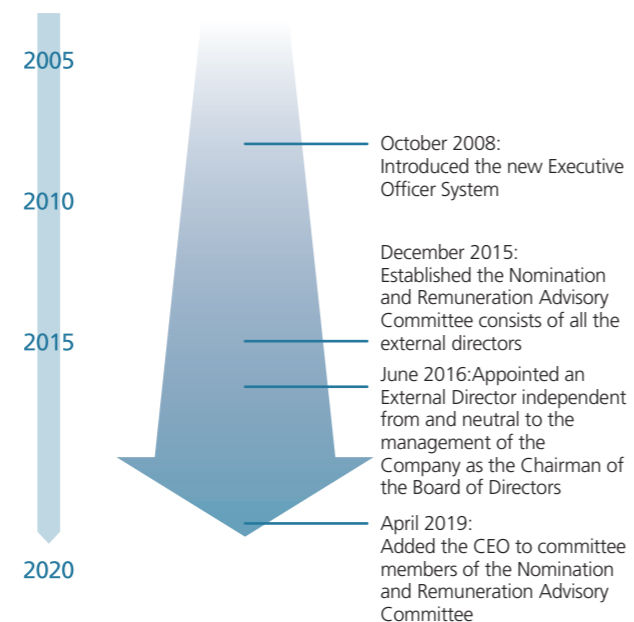 2005
October 2008:
Introduced the new Executive
Officer System
2010
December 2015:
Established the Nomination
and Remuneration Advisory
Committee consists of all the
external directors
2015
June 2016:Appointed an
External Director independent
from and neutral to the
management of the
Company as the Chairman of
the Board of Directors
April 2019:
Added the CEO to committee
members of the Nomination
and Remuneration Advisory
Committee
2020